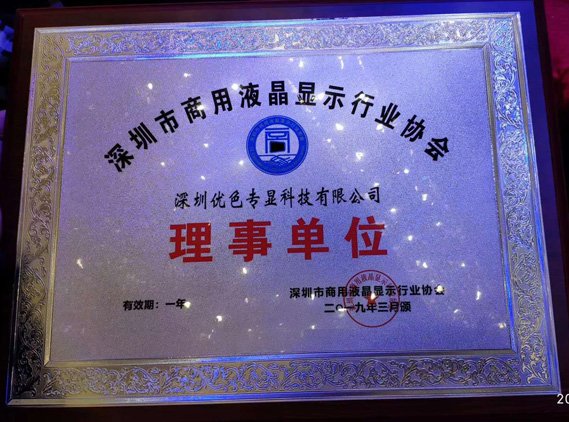 深圳市商用液晶显示行业协会
深圳优色专显科技有限公司
理事单位
有效期：一年
深圳市商用液晶显示行业协会
二〇一九年三月颁
20